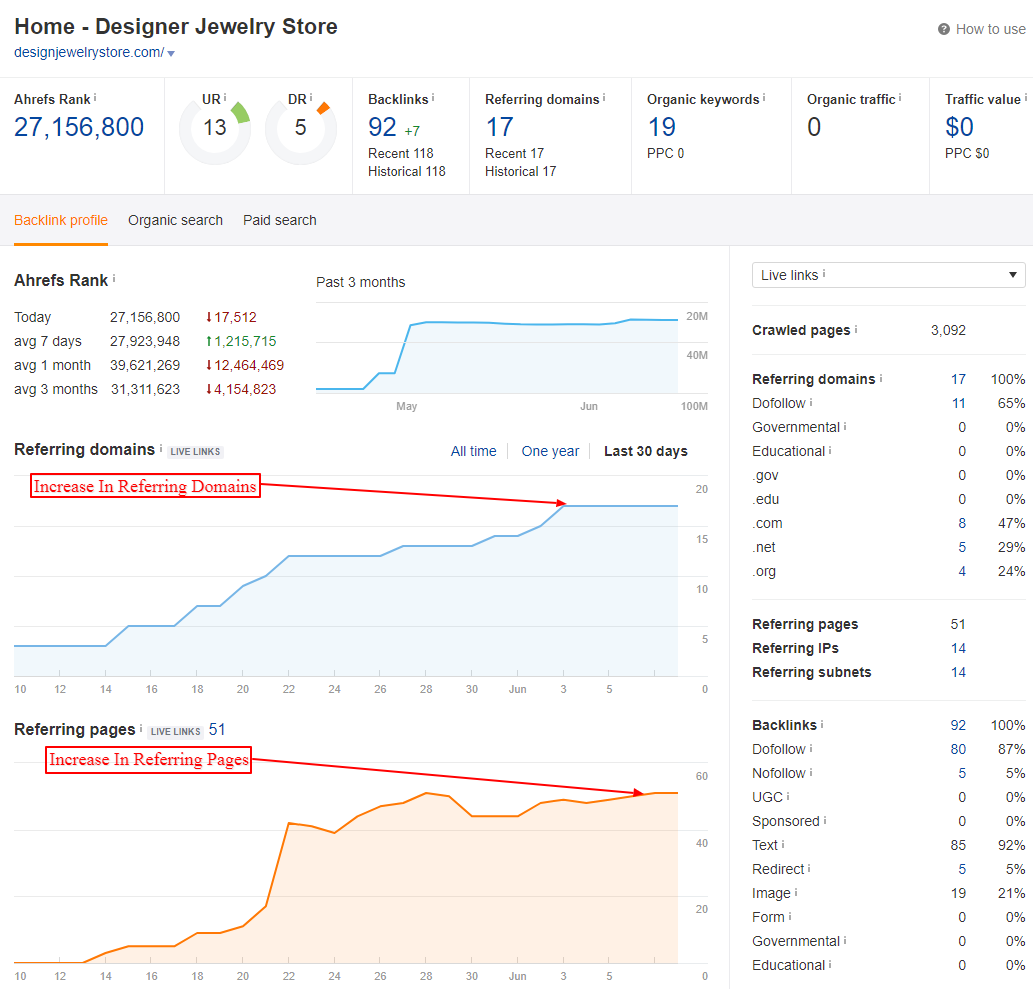 Home - Designer Jewelry Store
How to use
designjewelrystore.com/
Ahrefs Rank i
27,156,800
UR i
13
DR i
5
Backlinks i
92 +7
Recent 118
Historical 118
Referring domains i
17
Recent 17
Historical 17
Organic keywords i
19
PPC 0
Organic traffic i
0
Traffic value i
$0
PPC $0
Backlink profile Organic search Paid search
Ahrefs Rank i
Today 27,156,800 ↓17,512
avg 7 days 27,923,948 ↑1,215,715
avg 1 month 39,621,269 ↓12,464,469
avg 3 months 31,311,623 ↓4,154,823
Past 3 months
20M
40M
100M
May Jun
Referring domains i LIVE LINKS
All time One year Last 30 days
Increase In Referring Domains
20
15
10
5
0
10 12 14 16 18 20 22 24 26 28 30 Jun 3 5
Referring pages i LIVE LINKS 51
Increase In Referring Pages
60
40
20
0
10 12 14 16 18 20 22 24 26 28 30 Jun 3 5
Live links i
Crawled pages i 3,092
Referring domains i 17 100%
Dofollow i 11 65%
Governmental i 0 0%
Educational i 0 0%
.gov 0 0%
.edu 0 0%
.com 8 47%
.net 5 29%
.org 4 24%
Referring pages 51
Referring IPs 14
Referring subnets 14
Backlinks i 92 100%
Dofollow i 80 87%
Nofollow i 5 5%
UGC i 0 0%
Sponsored i 0 0%
Text i 85 92%
Redirect i 5 5%
Image i 19 21%
Form i 0 0%
Governmental i 0 0%
Educational i 0 0%